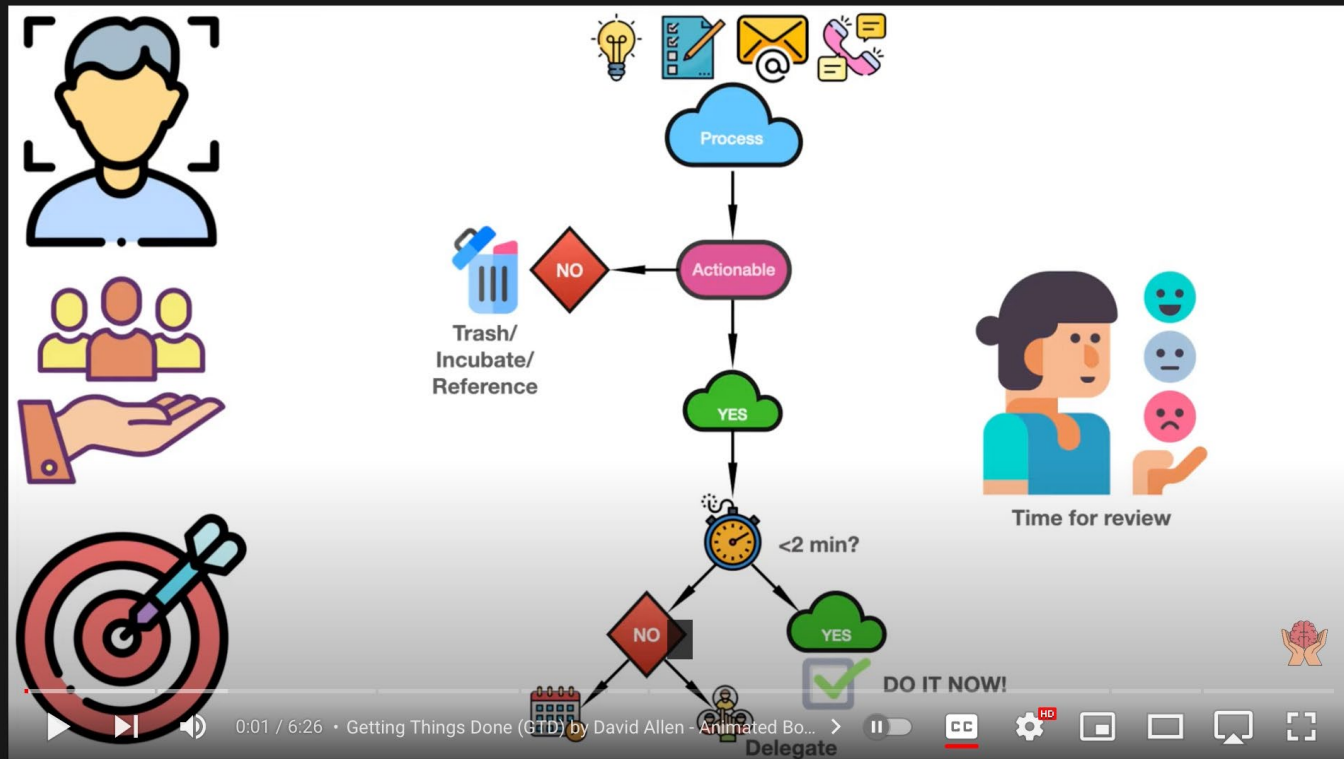 Process
NO
Actionable
Trash/
Incubate/
Reference
YES
Time for review
<2 min?
NO
YES
DO IT NOW!
0:01 / 6:26 • Getting Things Done (GTD) by David Allen - Animated Bo...
CC
HD
Delegate